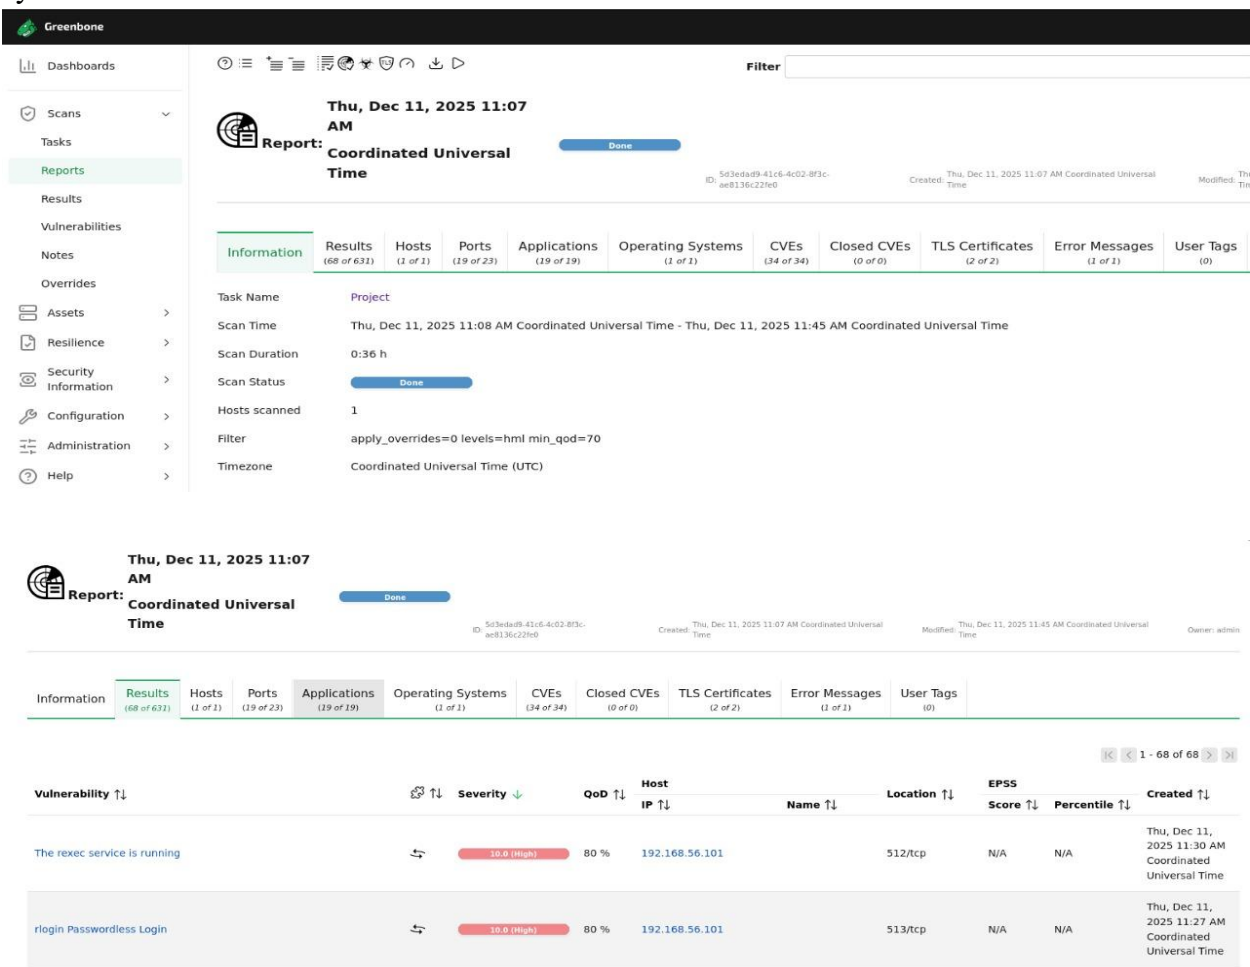 Greenbone
Dashboards
Scans
Tasks
Reports
Results
Vulnerabilities
Notes
Overrides
Assets
Resilience
Security
Information
Configuration
Administration
Help
Filter
Report:
Thu, Dec 11, 2025 11:07
AM
Coordinated Universal
Time
Done
ID: 5d3edad9-41c6-4c02-8f3c-
ae8136c22fe0
Created: Thu, Dec 11, 2025 11:07 AM Coordinated Universal
Time
Modified:
Information Results Hosts Ports Applications Operating Systems CVEs Closed CVEs TLS Certificates Error Messages User Tags
(68 of 631) (1 of 1) (19 of 23) (19 of 19) (1 of 1) (34 of 34) (0 of 0) (2 of 2) (1 of 1) (0)
Task Name Project
Scan Time Thu, Dec 11, 2025 11:08 AM Coordinated Universal Time - Thu, Dec 11, 2025 11:45 AM Coordinated Universal Time
Scan Duration 0:36 h
Scan Status Done
Hosts scanned 1
Filter apply_overrides=0 levels=hml min_qod=70
Timezone Coordinated Universal Time (UTC)
Report:
Thu, Dec 11, 2025 11:07
AM
Coordinated Universal
Time
Done
ID: 5d3edad9-41c6-4c02-8f3c-
ae8136c22fe0
Created: Thu, Dec 11, 2025 11:07 AM Coordinated Universal
Time
Modified: Thu, Dec 11, 2025 11:45 AM Coordinated Universal
Time
Owner: admin
Information Results Hosts Ports Applications Operating Systems CVEs Closed CVEs TLS Certificates Error Messages User Tags
(68 of 631) (1 of 1) (19 of 23) (19 of 19) (1 of 1) (34 of 34) (0 of 0) (2 of 2) (1 of 1) (0)
1 - 68 of 68
Vulnerability Severity QoD Host Location EPSS Created
IP Name Score Percentile
The rexec service is running 10.0 (High) 80 % 192.168.56.101 512/tcp N/A N/A Thu, Dec 11,
2025 11:30 AM
Coordinated
Universal Time
rlogin Passwordless Login 10.0 (High) 80 % 192.168.56.101 513/tcp N/A N/A Thu, Dec 11,
2025 11:27 AM
Coordinated
Universal Time